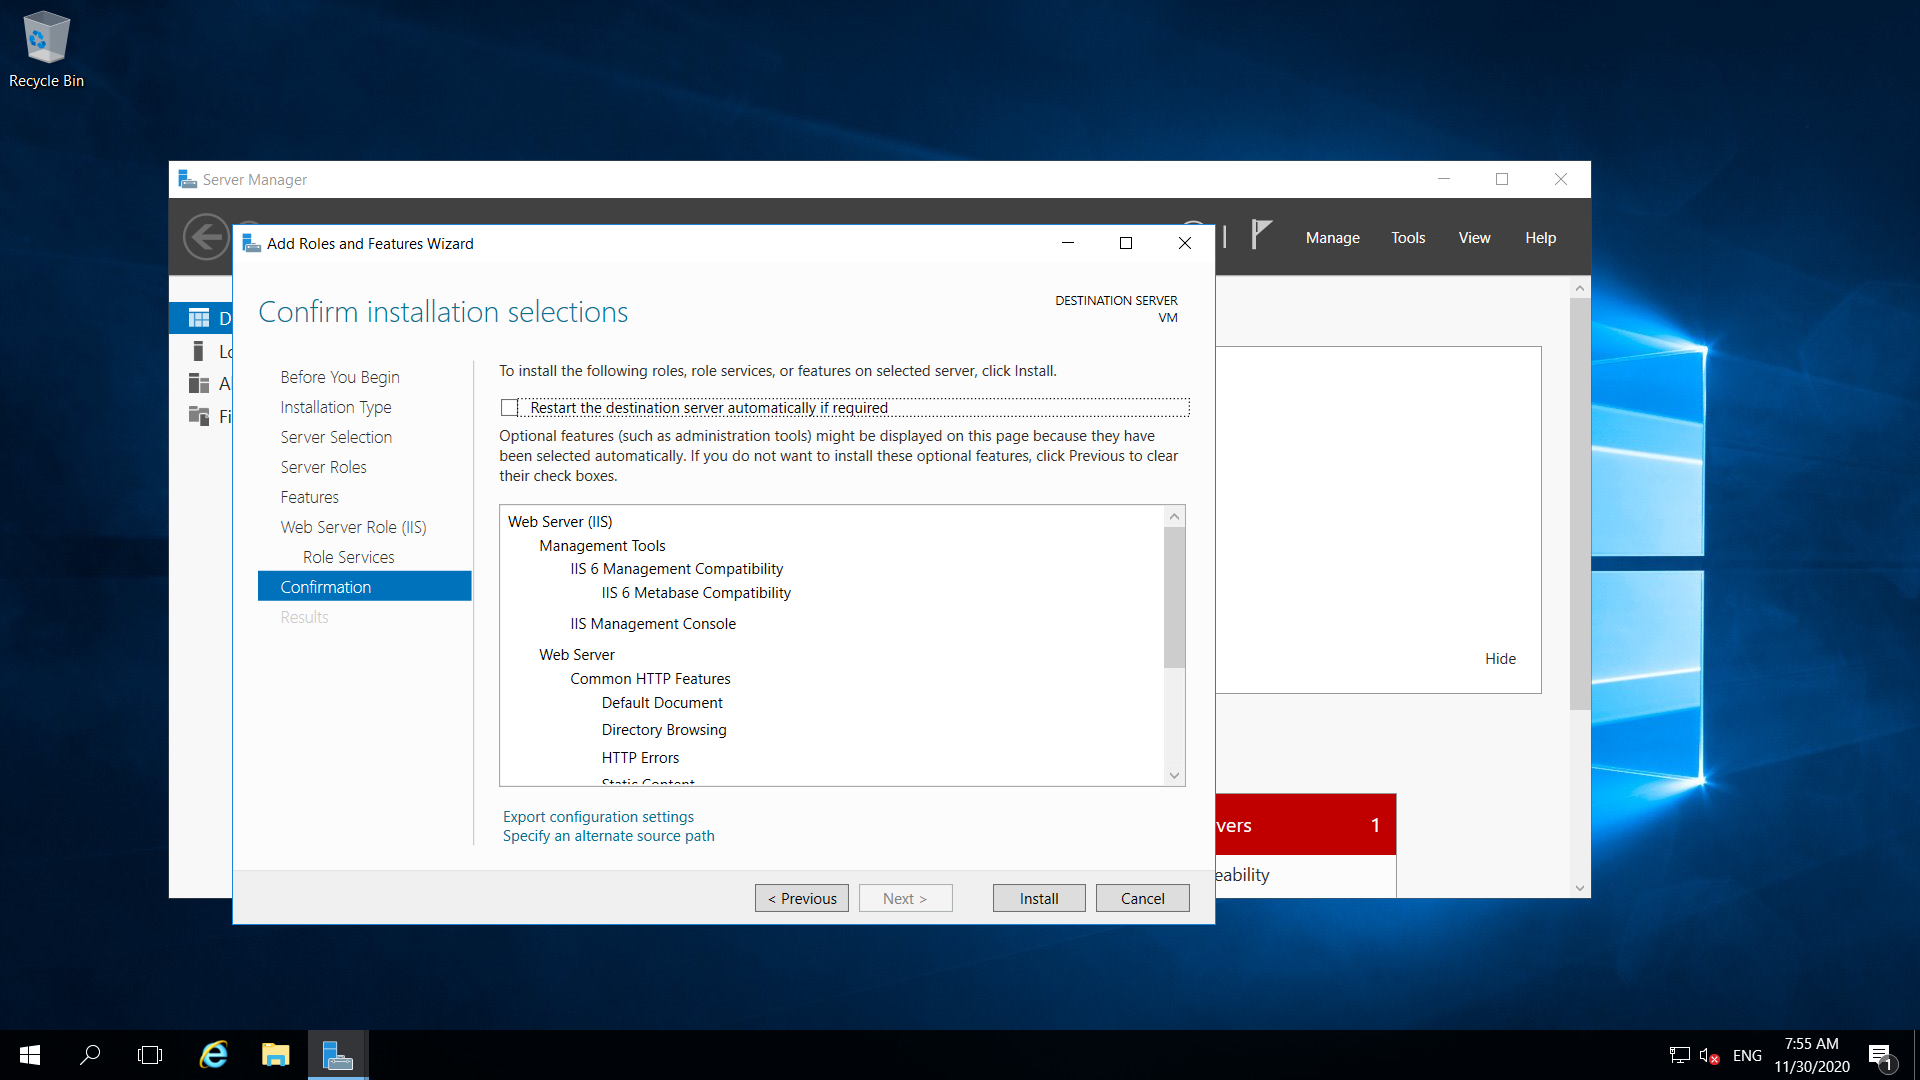 Recycle Bin
Server Manager
Manage
Tools
View
Help
Add Roles and Features Wizard
Confirm installation selections
DESTINATION SERVER
VM
Before You Begin
Installation Type
Server Selection
Server Roles
Features
Web Server Role (IIS)
Role Services
Confirmation
Results
To install the following roles, role services, or features on selected server, click Install.
Restart the destination server automatically if required
Optional features (such as administration tools) might be displayed on this page because they have
been selected automatically. If you do not want to install these optional features, click Previous to clear
their check boxes.
Web Server (IIS)
Management Tools
IIS 6 Management Compatibility
IIS 6 Metabase Compatibility
IIS Management Console
Web Server
Common HTTP Features
Default Document
Directory Browsing
HTTP Errors
Static Content
Export configuration settings
Specify an alternate source path
< Previous
Next >
Install
Cancel
Hide
vers 1
eability
ENG
7:55 AM
11/30/2020
1